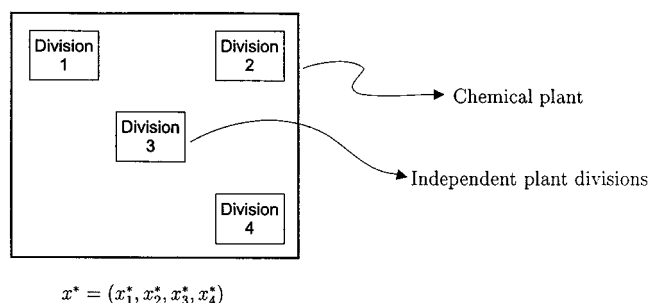 Division
1
Division
2
Chemical plant
Division
3
Independent plant divisions
Division
4
x* = (x₁*, x₂*, x₃*, x₄*)